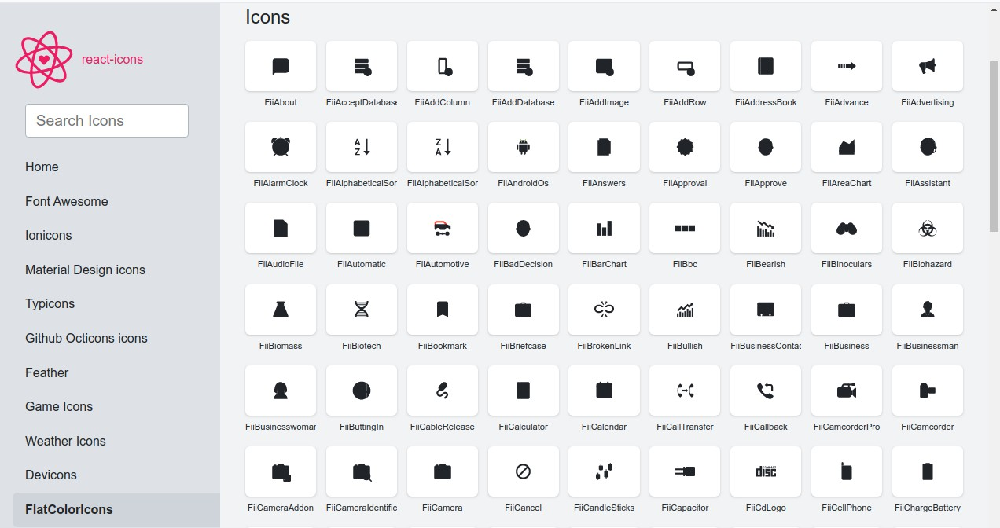 react-icons
Search Icons
Home
Font Awesome
Ionicons
Material Design icons
Typicons
Github Octicons icons
Feather
Game Icons
Weather Icons
Devicons
FlatColorIcons
Icons
FiiAbout FiiAcceptDatabase FiiAddColumn FiiAddDatabase FiiAddImage FiiAddRow FiiAddressBook FiiAdvance FiiAdvertising
A Z Z A
FiiAlarmClock FiiAlphabeticalSor FiiAlphabeticalSor FiiAndroidOs FiiAnswers FiiApproval FiiApprove FiiAreaChart FiiAssistant
FiiAudioFile FiiAutomatic FiiAutomotive FiiBadDecision FiiBarChart FiiBbc FiiBearish FiiBinoculars FiiBiohazard
FiiBiomass FiiBiotech FiiBookmark FiiBriefcase FiiBrokenLink FiiBullish FiiBusinessContac FiiBusiness FiiBusinessman
FiiBusinesswomar FiiButtingIn FiiCableRelease FiiCalculator FiiCalendar FiiCallTransfer FiiCallback FiiCamcorderPro FiiCamcorder
COMPACT disc
FiiCameraAddon FiiCameraIdentific FiiCamera FiiCancel FiiCandleSticks FiiCapacitor FiiCdLogo FiiCellPhone FiiChargeBattery